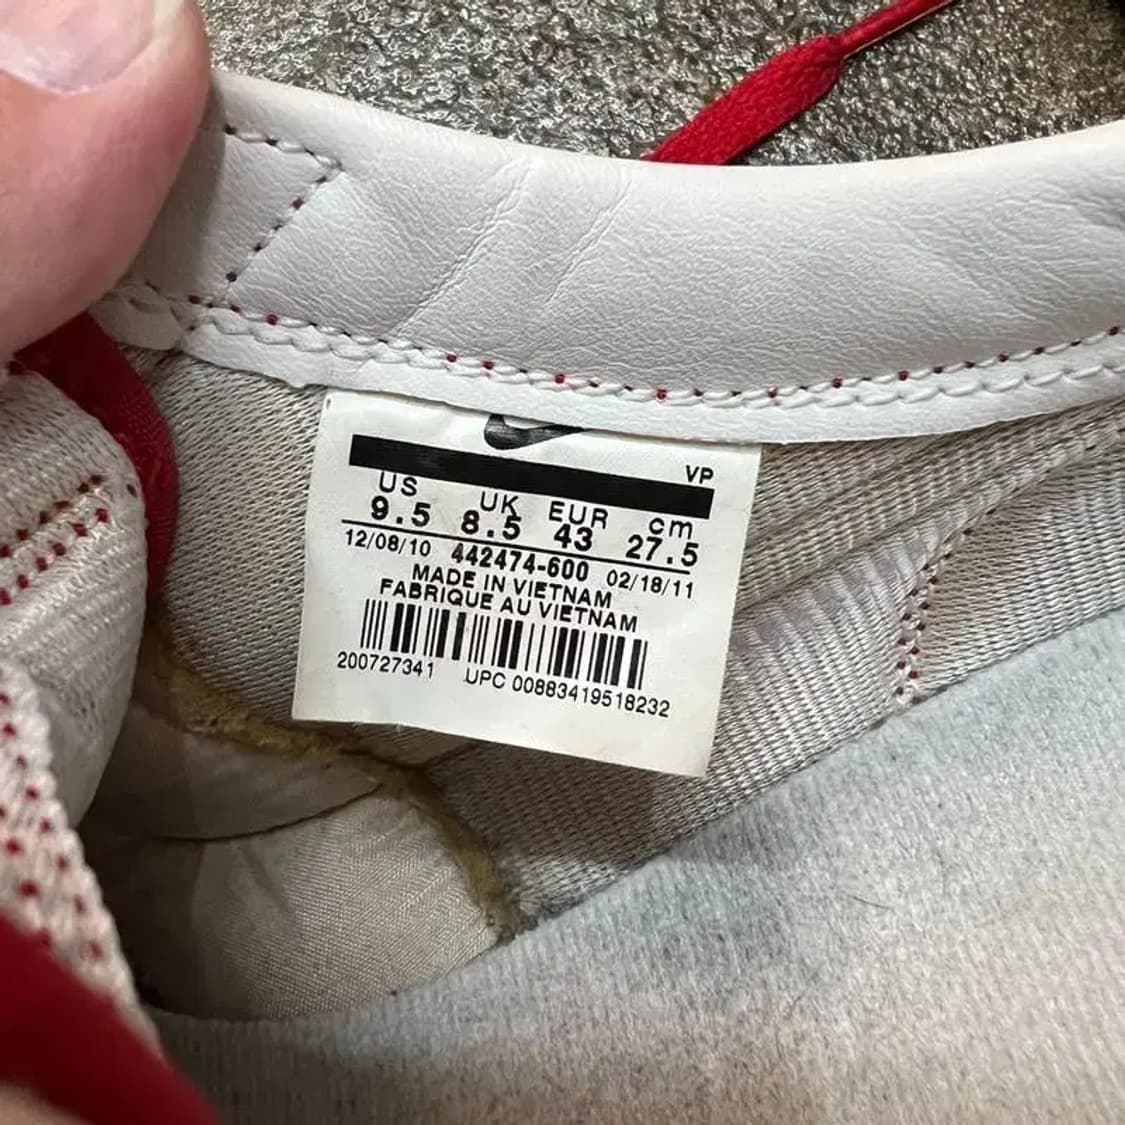 VP
US UK EUR cm
9.5 8.5 43 27.5
12/08/10 442474-600 02/18/11
MADE IN VIETNAM
FABRIQUE AU VIETNAM
200727341 UPC 00883419518232